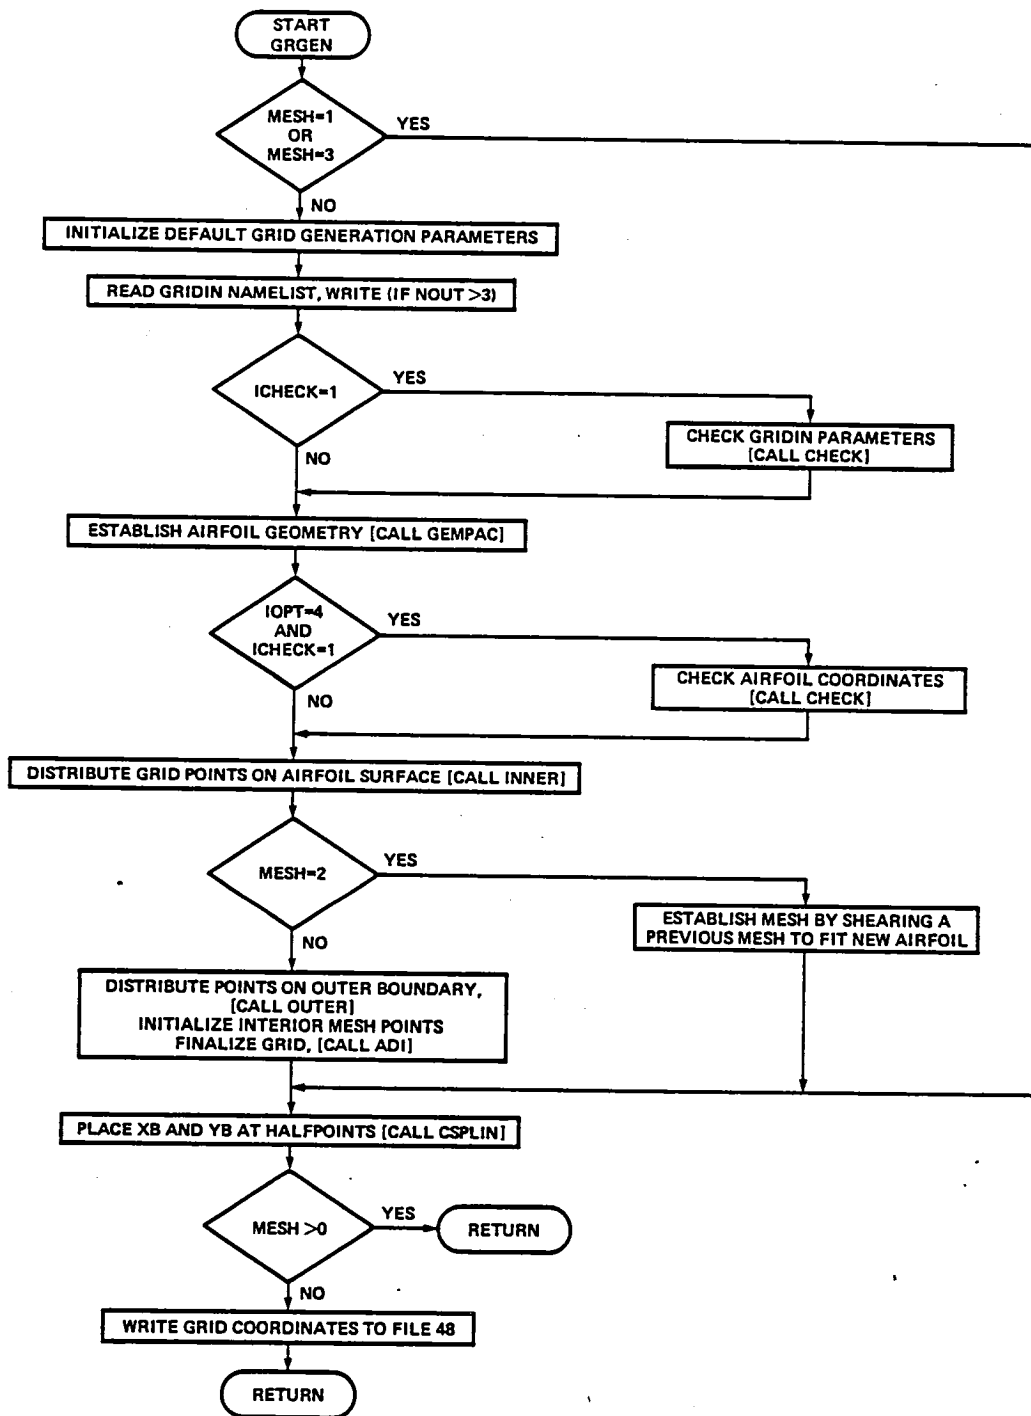 START
GRGEN
MESH=1
OR
MESH=3
YES
NO
INITIALIZE DEFAULT GRID GENERATION PARAMETERS
READ GRIDIN NAMELIST, WRITE (IF NOUT >3)
ICHECK=1
YES
CHECK GRIDIN PARAMETERS
[CALL CHECK]
NO
ESTABLISH AIRFOIL GEOMETRY [CALL GEMPAC]
IOPT=4
AND
ICHECK=1
YES
CHECK AIRFOIL COORDINATES
[CALL CHECK]
NO
DISTRIBUTE GRID POINTS ON AIRFOIL SURFACE [CALL INNER]
MESH=2
YES
ESTABLISH MESH BY SHEARING A
PREVIOUS MESH TO FIT NEW AIRFOIL
NO
DISTRIBUTE POINTS ON OUTER BOUNDARY,
[CALL OUTER]
INITIALIZE INTERIOR MESH POINTS
FINALIZE GRID, [CALL ADI]
PLACE XB AND YB AT HALFPOINTS [CALL CSPLIN]
MESH >0
YES
RETURN
NO
WRITE GRID COORDINATES TO FILE 48
RETURN